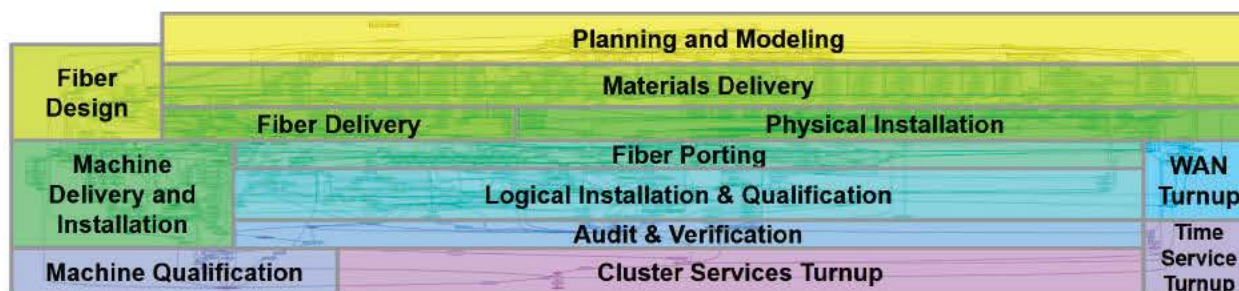 Planning and Modeling
Fiber
Design
Materials Delivery
Fiber Delivery
Physical Installation
Machine
Delivery and
Installation
Fiber Porting
WAN
Turnup
Logical Installation & Qualification
Audit & Verification
Time
Service
Turnup
Machine Qualification
Cluster Services Turnup